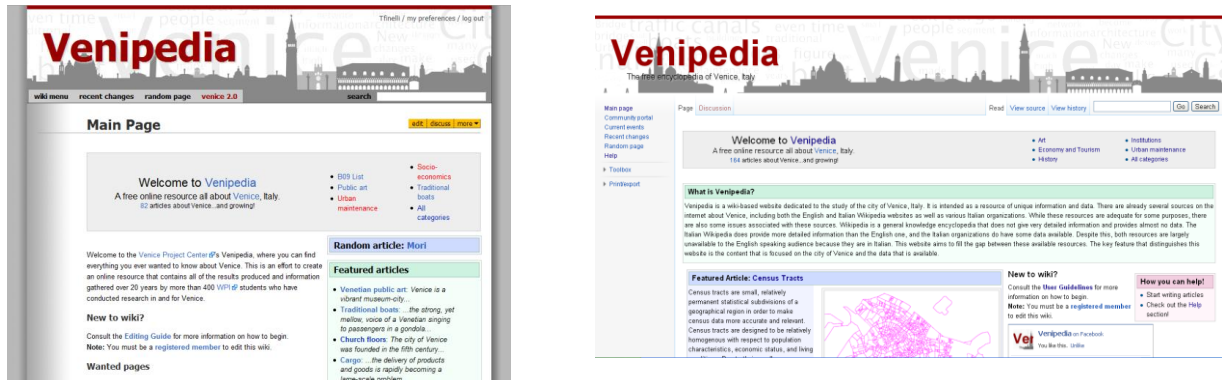 Tfinelli / my preferences / log out
Venipedia
wiki menu recent changes random page venice 2.0 search
Main Page
edit discuss more
Welcome to Venipedia
A free online resource all about Venice, Italy.
82 articles about Venice...and growing!
• B09 List
• Public art
• Urban
maintenance
• Socio-
economics
• Traditional
boats
• All
categories
Welcome to the Venice Project Center's Venipedia, where you can find
everything you ever wanted to know about Venice. This is an effort to create
an online resource that contains all of the results produced and information
gathered over 20 years by more than 400 WPI students who have
conducted research in and for Venice.
New to wiki?
Consult the Editing Guide for more information on how to begin.
Note: You must be a registered member to edit this wiki.
Wanted pages
Random article: Mori
Featured articles
• Venetian public art: Venice is a
vibrant museum-city...
• Traditional boats: ...the strong, yet
mellow, voice of a Venetian singing
to passengers in a gondola...
• Church floors: The city of Venice
was founded in the fifth century...
• Cargo: ...the delivery of products
and goods is rapidly becoming a
large-scale problem
Venipedia
The free encyclopedia of Venice, Italy
Main page
Community portal
Current events
Recent changes
Random page
Help
Toolbox
Print/export
Page Discussion
Read View source View history Go Search
Welcome to Venipedia
A free online resource all about Venice, Italy.
184 articles about Venice...and growing!
• Art
• Economy and Tourism
• History
• Institutions
• Urban maintenance
• All categories
What is Venipedia?
Venipedia is a wiki-based website dedicated to the study of the city of Venice, Italy. It is intended as a resource of unique information and data. There are already several sources on the
internet about Venice, including both the English and Italian Wikipedia websites as well as various Italian organizations. While these resources are adequate for some purposes, there
are also some issues associated with these sources. Wikipedia is a general knowledge encyclopedia that does not give very detailed information and provides almost no data. The
Italian Wikipedia does provide more detailed information than the English one, and the Italian organizations do have some data available. Despite this, both resources are largely
unavailable to the English speaking audience because they are in Italian. This website aims to fill the gap between these available resources. The key feature that distinguishes this
website is the content that is focused on the city of Venice and the data that is available.
Featured Article: Census Tracts
Census tracts are small, relatively
permanent statistical subdivisions of a
geographical region in order to make
census data more accurate and relevant.
Census tracts are designed to be relatively
homogenous with respect to population
characteristics, economic status, and living
New to wiki?
Consult the User Guidelines for more
information on how to begin.
Note: You must be a registered member
to edit this wiki.
Venipedia on Facebook
You like this. Unlike
How you can help!
• Start writing articles
• Check out the Help
section!